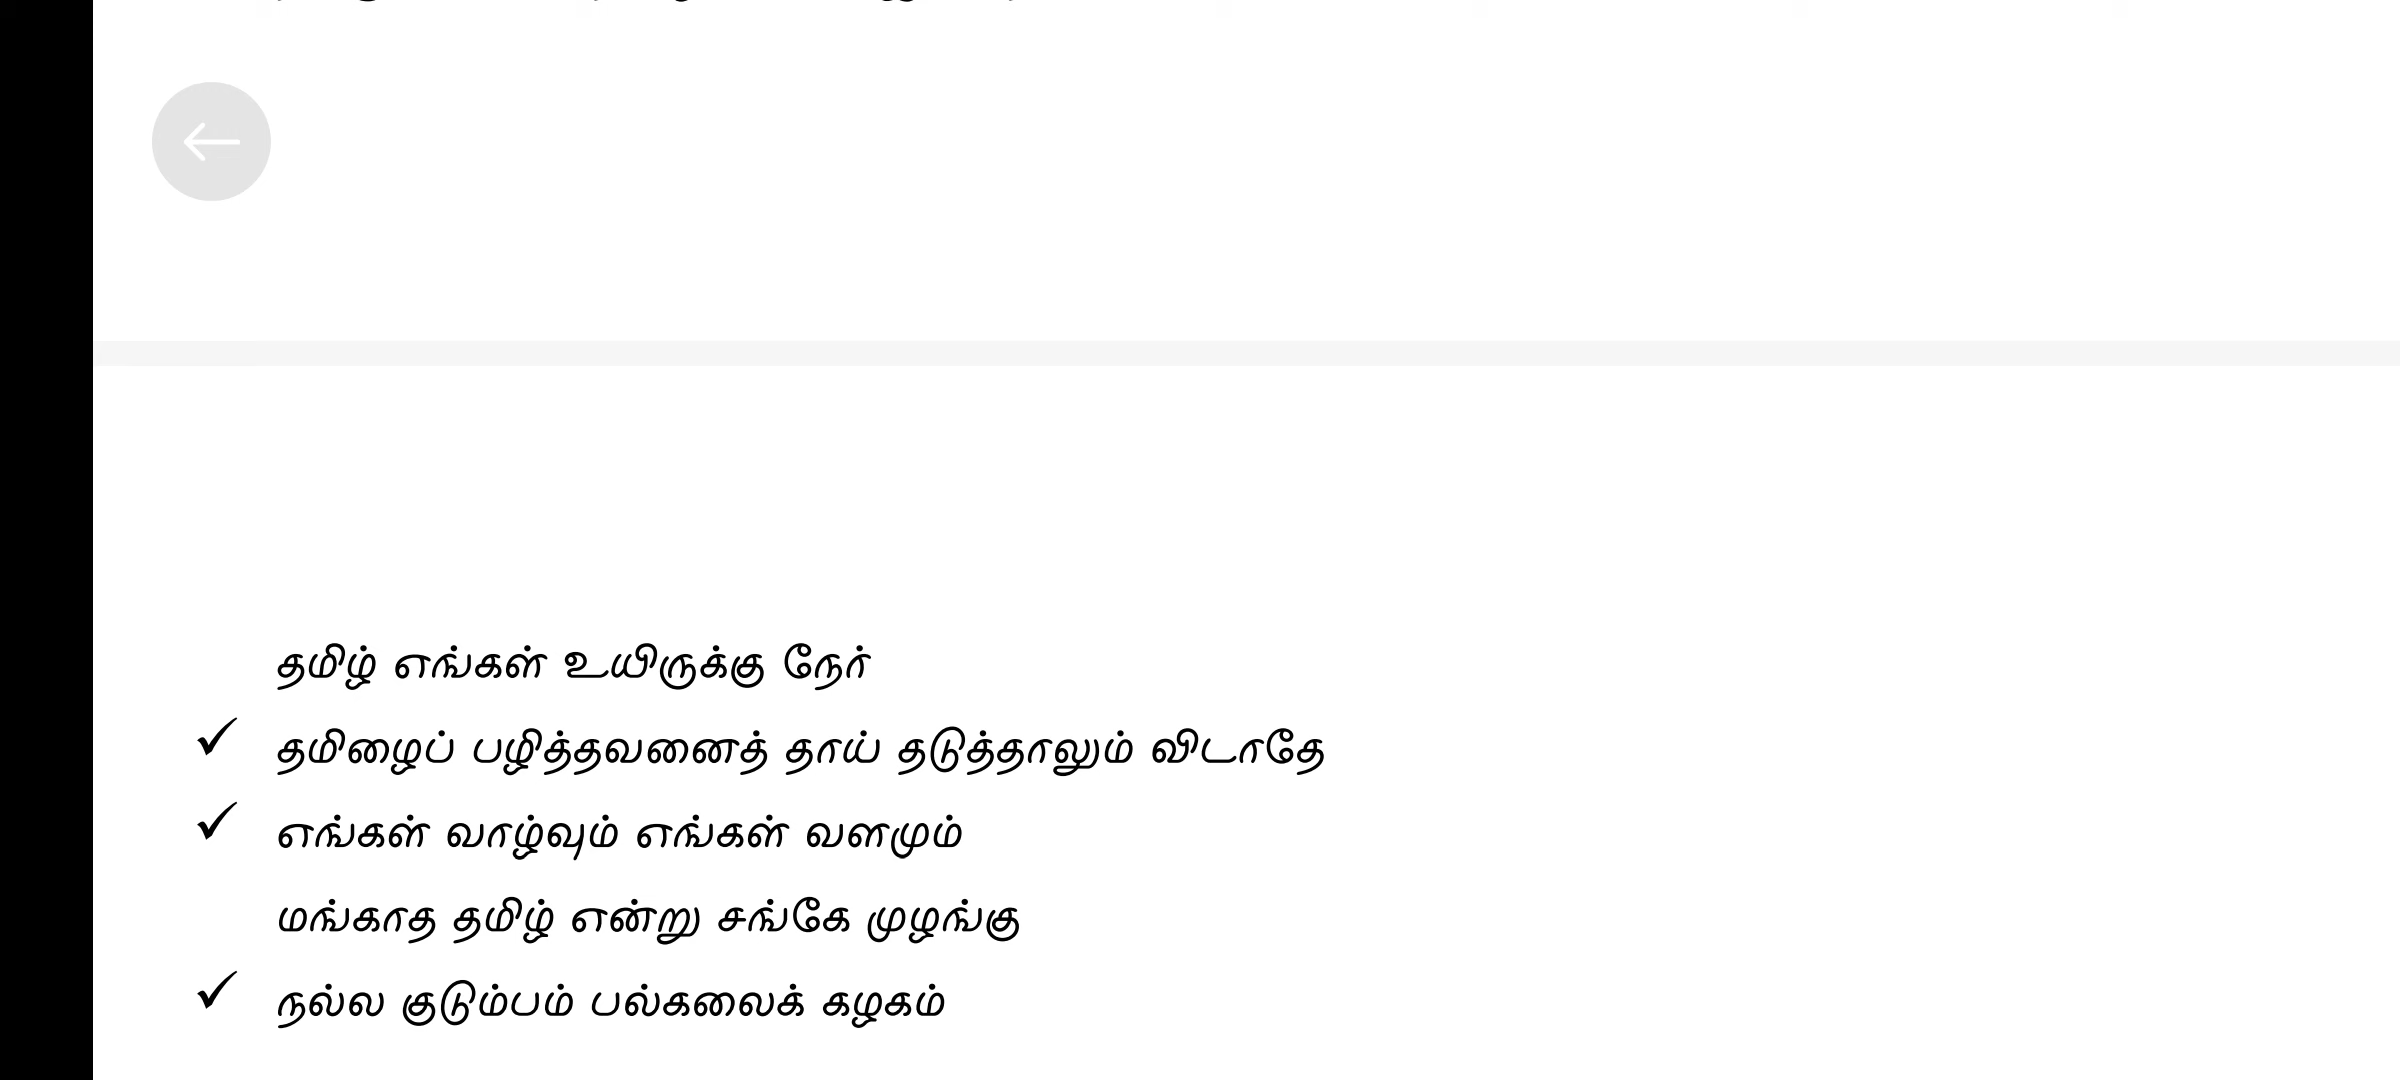 தமிழ் எங்கள் உயிருக்கு நேர்
✓ தமிழைப் பழித்தவனைத் தாய் தடுத்தாலும் விடாதே
✓ எங்கள் வாழ்வும் எங்கள் வளமும்
மங்காத தமிழ் என்று சங்கே முழங்கு
✓ நல்ல குடும்பம் பல்கலைக் கழகம்